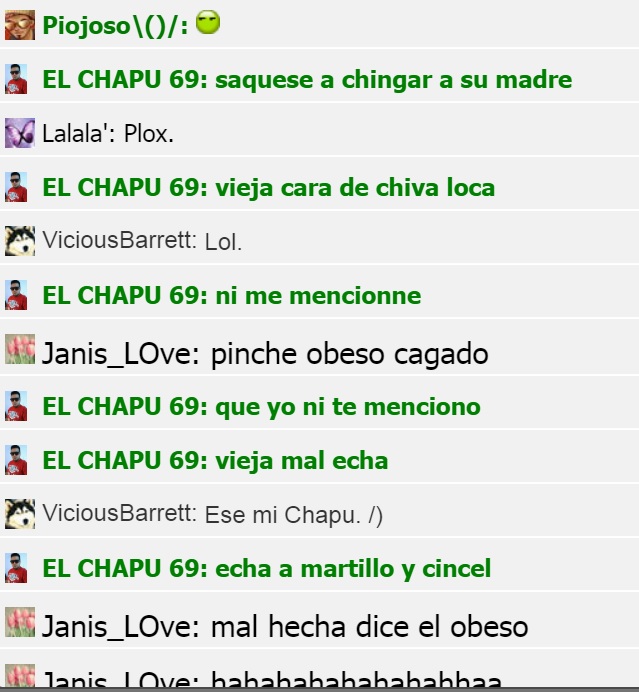 Piojoso\()/:
EL CHAPU 69: saquese a chingar a su madre
Lalala': Plox.
EL CHAPU 69: vieja cara de chiva loca
ViciousBarrett: Lol.
EL CHAPU 69: ni me mencionne
Janis_LOve: pinche obeso cagado
EL CHAPU 69: que yo ni te menciono
EL CHAPU 69: vieja mal echa
ViciousBarrett: Ese mi Chapu. /)
EL CHAPU 69: echa a martillo y cincel
Janis_LOve: mal hecha dice el obeso
Janis_LOve: hahahahahahahahhaa